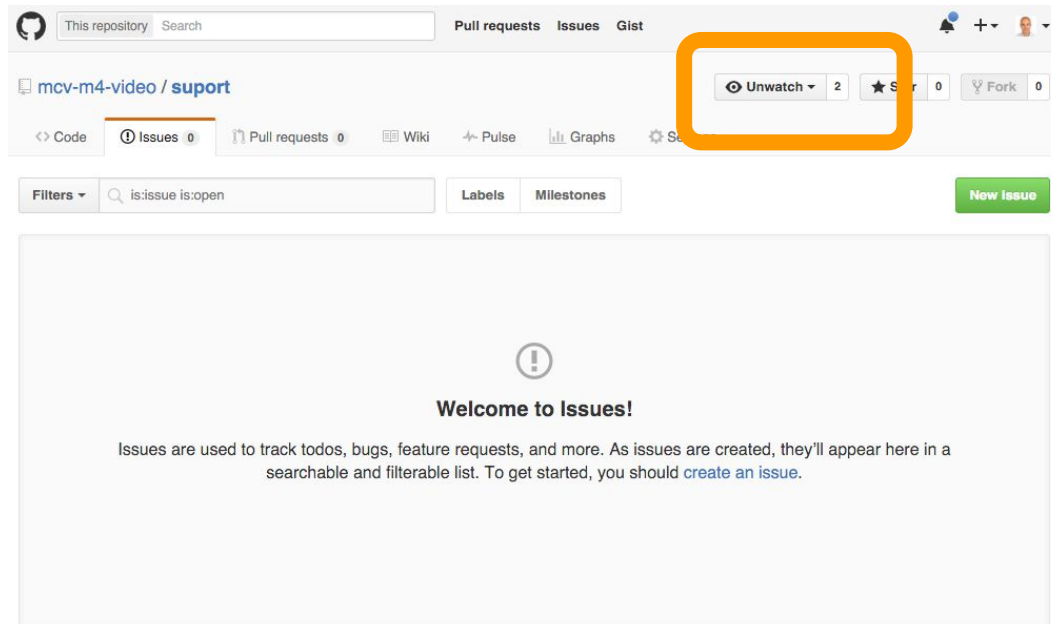 This repository Search Pull requests Issues Gist
mcv-m4-video / suport Unwatch 2 0 Fork 0
Code Issues 0 Pull requests 0 Wiki Pulse Graphs
Filters is:issue is:open Labels Milestones New Issue
Welcome to Issues!
Issues are used to track todos, bugs, feature requests, and more. As issues are created, they’ll appear here in a
searchable and filterable list. To get started, you should create an issue.